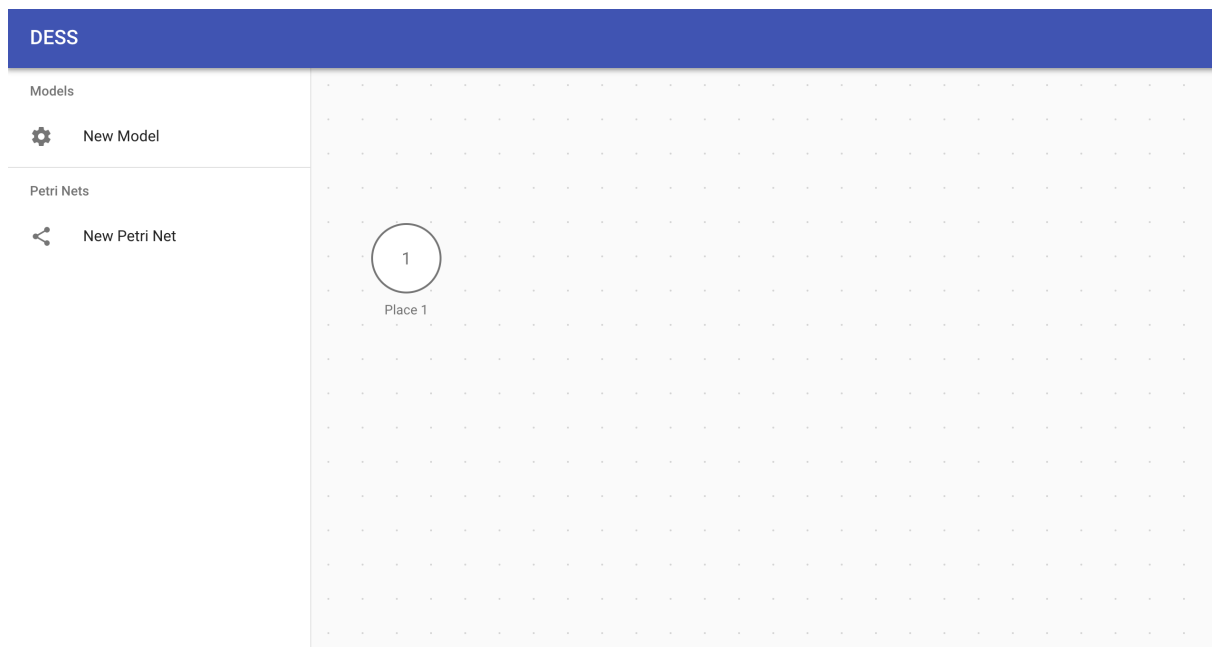 DESS
Models
New Model
Petri Nets
New Petri Net
1
Place 1